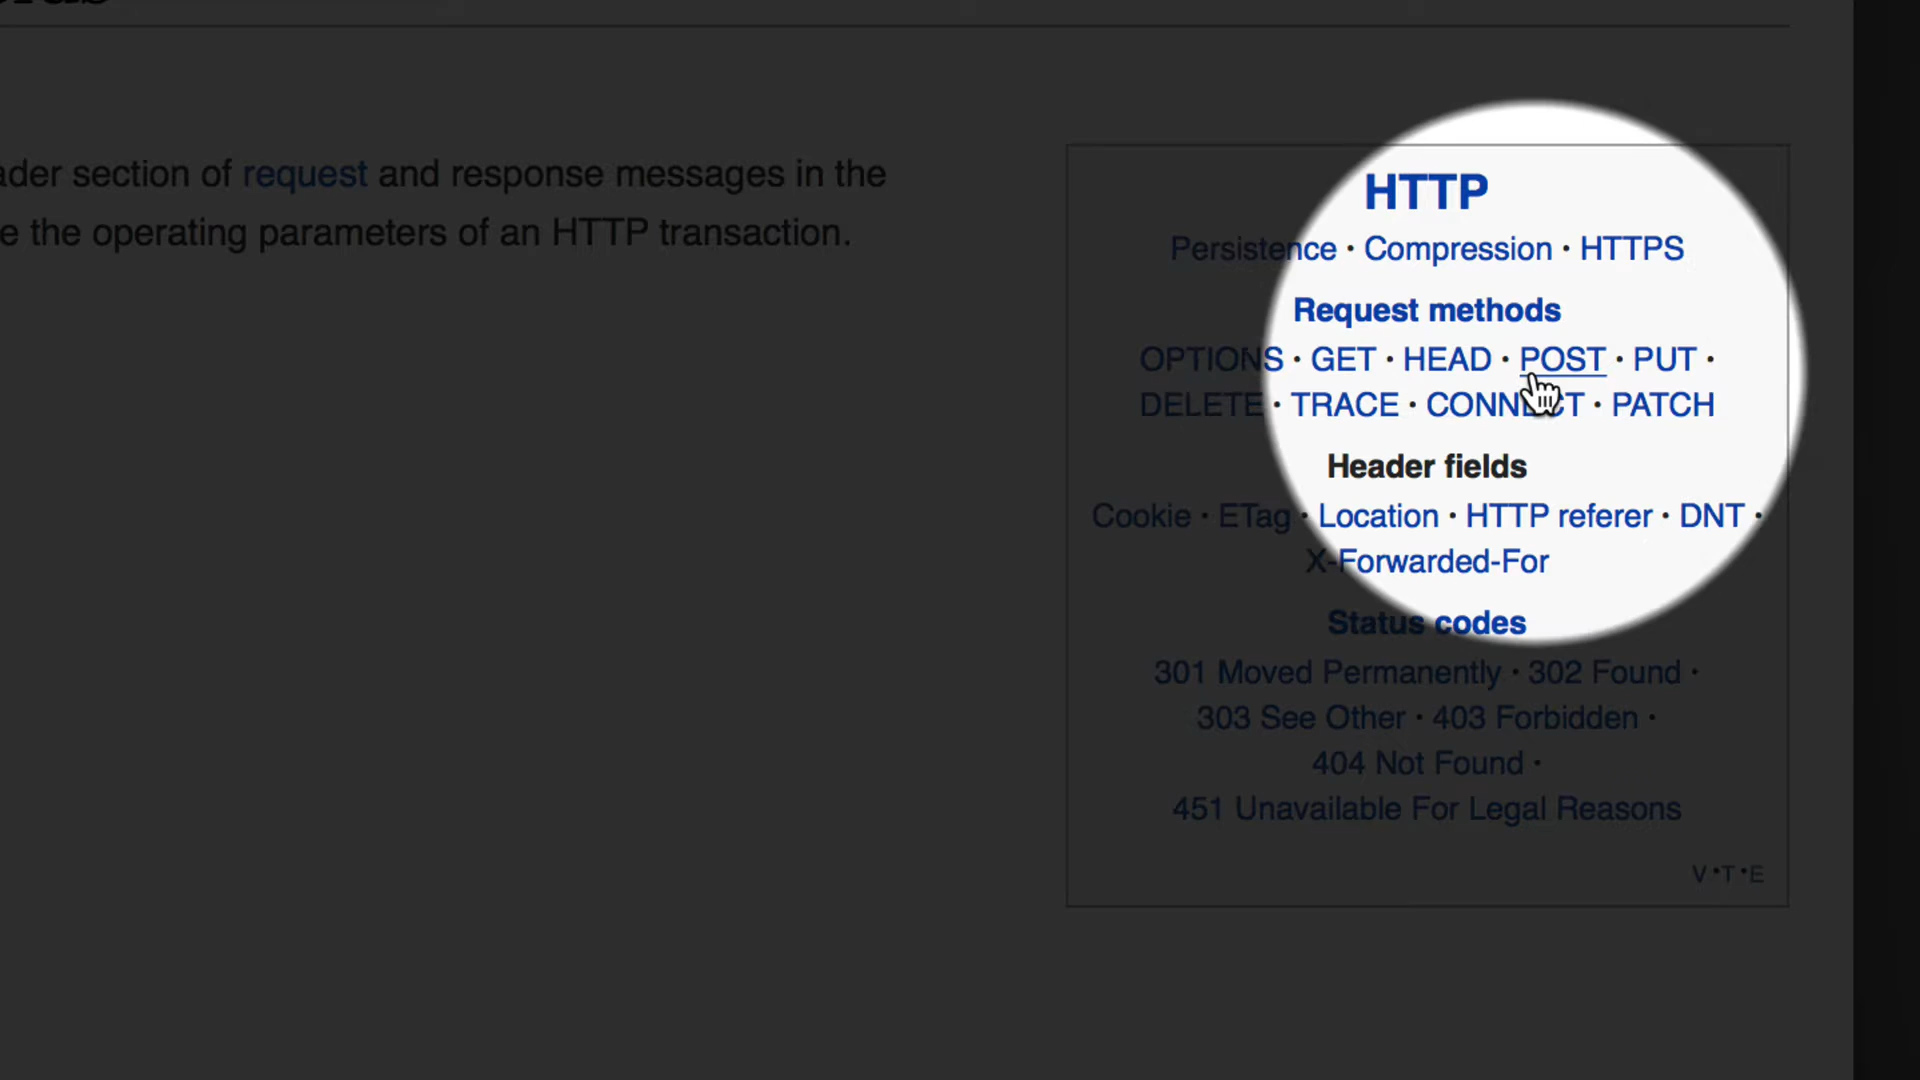 ader section of request and response messages in the
e the operating parameters of an HTTP transaction.
HTTP
Persistence · Compression · HTTPS
Request methods
OPTIONS · GET · HEAD · POST · PUT ·
DELETE · TRACE · CONNECT · PATCH
Header fields
Cookie · ETag · Location · HTTP referer · DNT ·
X-Forwarded-For
Status codes
301 Moved Permanently · 302 Found ·
303 See Other · 403 Forbidden ·
404 Not Found ·
451 Unavailable For Legal Reasons
V·T·E